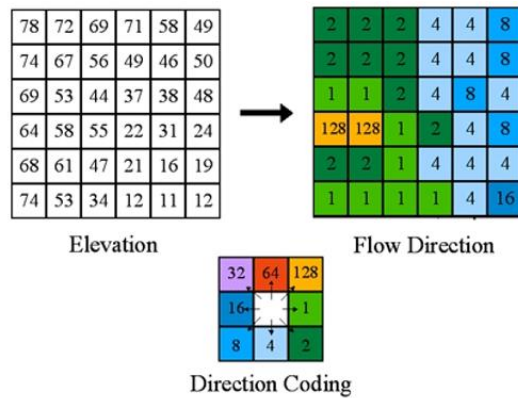 78 72 69 71 58 49 2 2 2 4 4 8
74 67 56 49 46 50 2 2 2 4 4 8
69 53 44 37 38 48 1 1 2 4 8 4
64 58 55 22 31 24 128 128 1 2 4 8
68 61 47 21 16 19 2 2 1 4 4 4
74 53 34 12 11 12 1 1 1 1 4 16
Elevation Flow Direction
32 64 128
16 1
8 4 2
Direction Coding